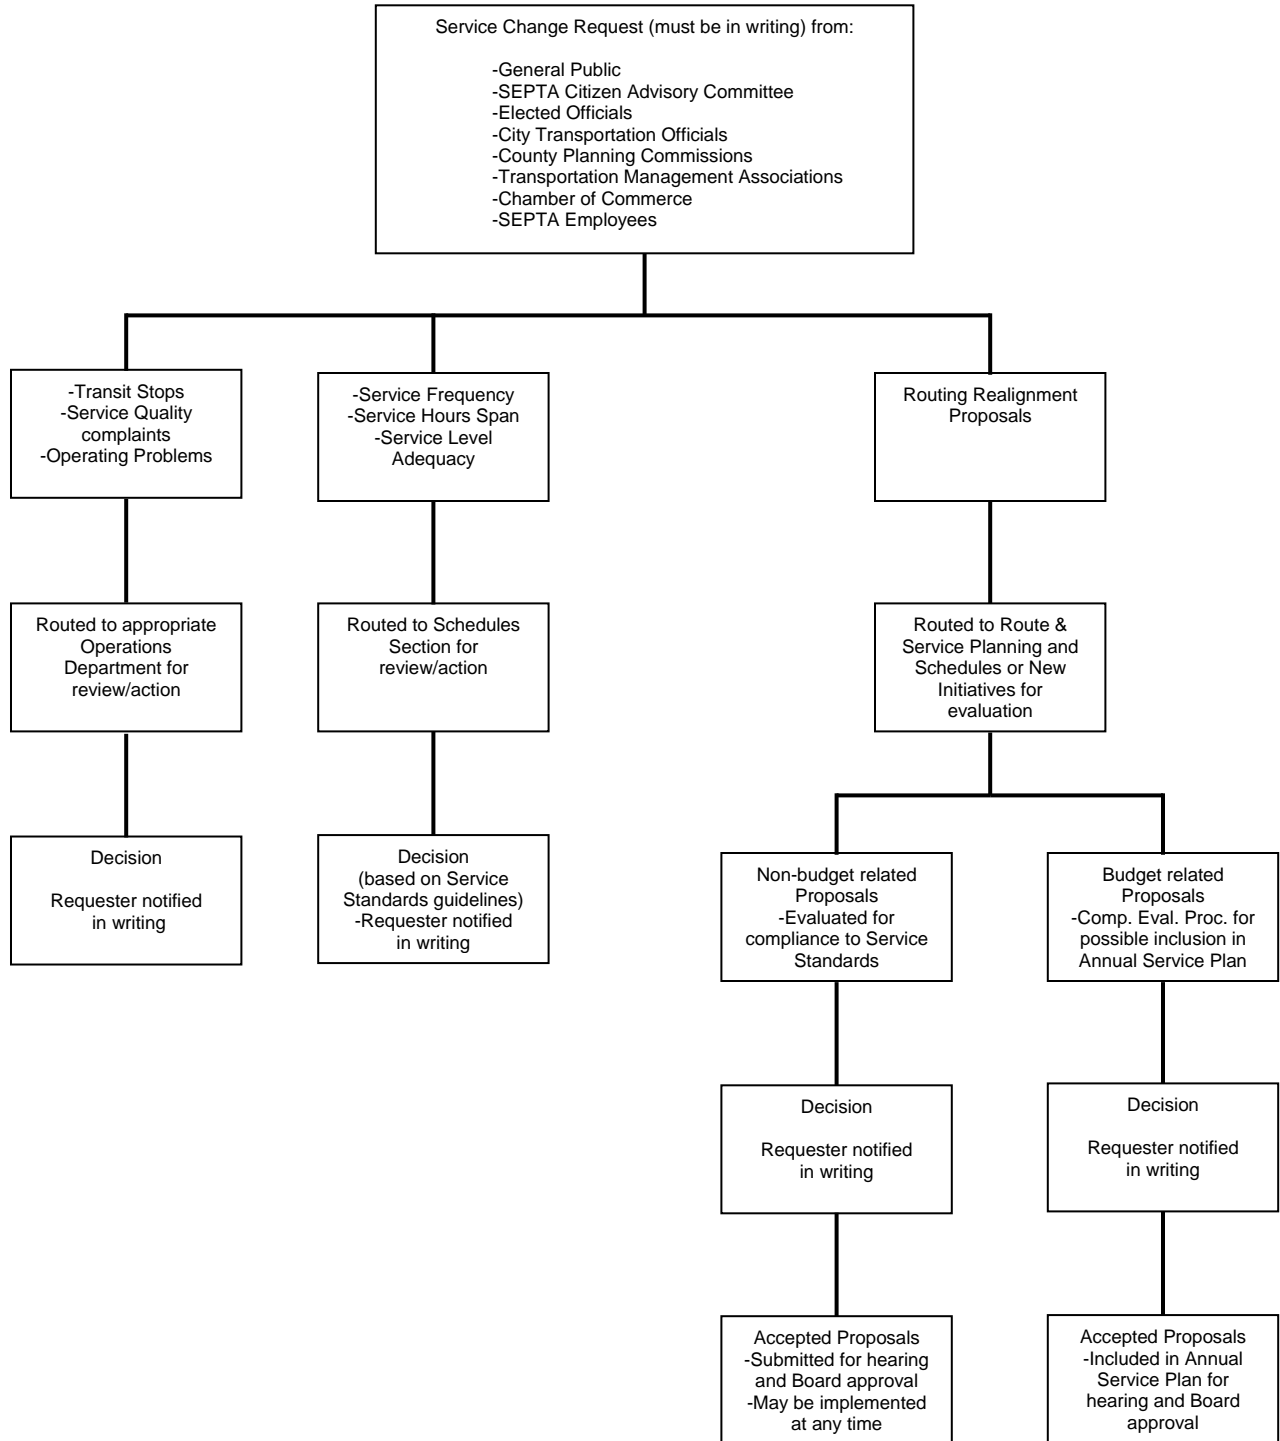 Service Change Request (must be in writing) from:
-General Public
-SEPTA Citizen Advisory Committee
-Elected Officials
-City Transportation Officials
-County Planning Commissions
-Transportation Management Associations
-Chamber of Commerce
-SEPTA Employees
-Transit Stops
-Service Quality
complaints
-Operating Problems
-Service Frequency
-Service Hours Span
-Service Level
Adequacy
Routing Realignment
Proposals
Routed to appropriate
Operations
Department for
review/action
Routed to Schedules
Section for
review/action
Routed to Route &
Service Planning and
Schedules or New
Initiatives for
evaluation
Decision
Requester notified
in writing
Decision
(based on Service
Standards guidelines)
-Requester notified
in writing
Non-budget related
Proposals
-Evaluated for
compliance to Service
Standards
Budget related
Proposals
-Comp. Eval. Proc. for
possible inclusion in
Annual Service Plan
Decision
Requester notified
in writing
Decision
Requester notified
in writing
Accepted Proposals
-Submitted for hearing
and Board approval
-May be implemented
at any time
Accepted Proposals
-Included in Annual
Service Plan for
hearing and Board
approval